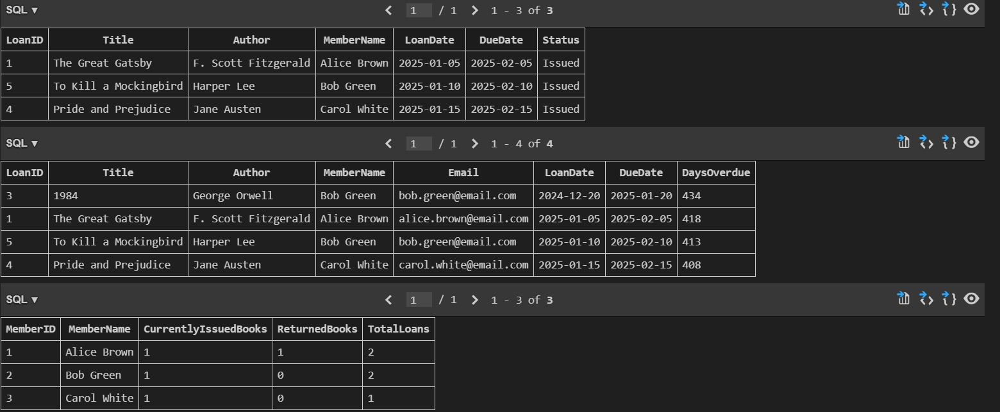 SQL ▼ 1 / 1 1 - 3 of 3
LoanID Title Author MemberName LoanDate DueDate Status
1 The Great Gatsby F. Scott Fitzgerald Alice Brown 2025-01-05 2025-02-05 Issued
5 To Kill a Mockingbird Harper Lee Bob Green 2025-01-10 2025-02-10 Issued
4 Pride and Prejudice Jane Austen Carol White 2025-01-15 2025-02-15 Issued
SQL ▼ 1 / 1 1 - 4 of 4
LoanID Title Author MemberName Email LoanDate DueDate DaysOverdue
3 1984 George Orwell Bob Green bob.green@email.com 2024-12-20 2025-01-20 434
1 The Great Gatsby F. Scott Fitzgerald Alice Brown alice.brown@email.com 2025-01-05 2025-02-05 418
5 To Kill a Mockingbird Harper Lee Bob Green bob.green@email.com 2025-01-10 2025-02-10 413
4 Pride and Prejudice Jane Austen Carol White carol.white@email.com 2025-01-15 2025-02-15 408
SQL ▼ 1 / 1 1 - 3 of 3
MemberID MemberName CurrentlyIssuedBooks ReturnedBooks TotalLoans
1 Alice Brown 1 1 2
2 Bob Green 1 0 2
3 Carol White 1 0 1